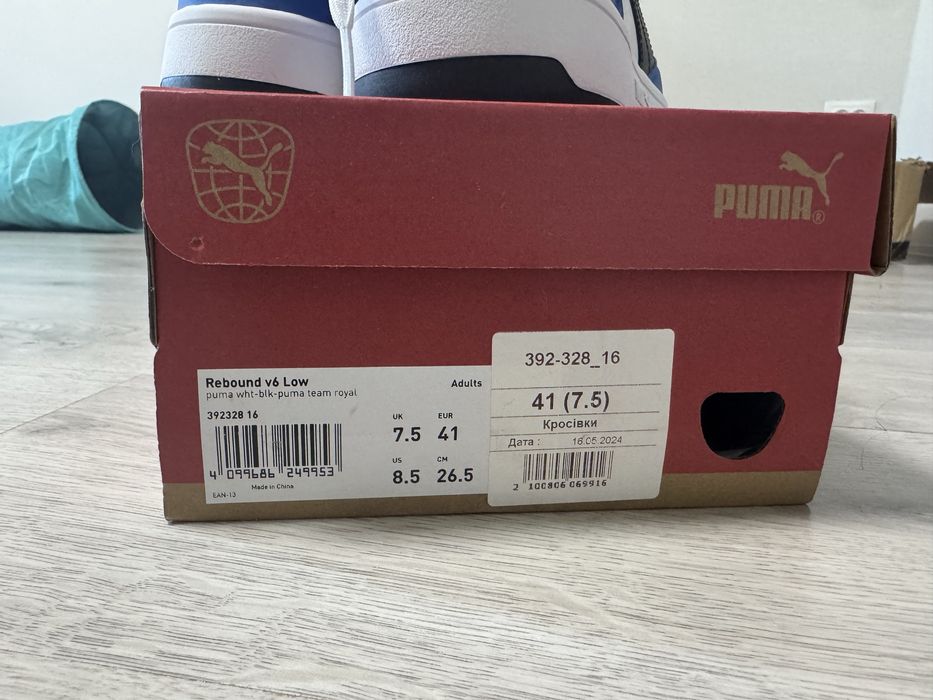 PUMA®
Rebound v6 Low
Adults
puma wht-blk-puma team royal
392328 16
UK EUR
7.5 41
US CM
8.5 26.5
4 099686 249953
Made in China
EAN-13
392-328_16
41 (7.5)
Кросівки
Дата : 16.05.2024
2 100806 069916